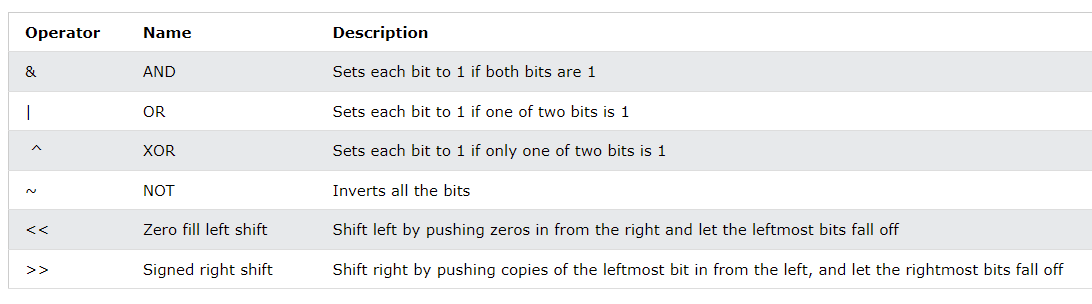 Operator Name Description
& AND Sets each bit to 1 if both bits are 1
| OR Sets each bit to 1 if one of two bits is 1
^ XOR Sets each bit to 1 if only one of two bits is 1
~ NOT Inverts all the bits
<< Zero fill left shift Shift left by pushing zeros in from the right and let the leftmost bits fall off
>> Signed right shift Shift right by pushing copies of the leftmost bit in from the left, and let the rightmost bits fall off